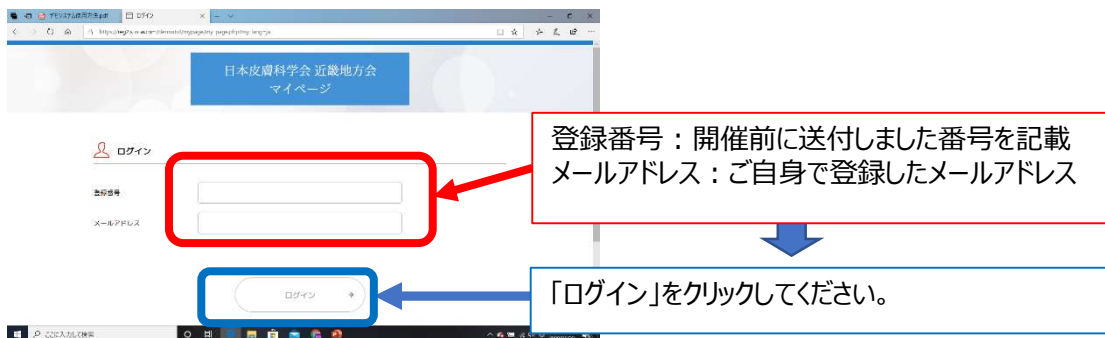 ログイン
日本皮膚科学会 近畿地方会
マイページ
ログイン
登録番号
メールアドレス
ログイン
ここに入力して検索
登録番号：開催前に送付しました番号を記載
メールアドレス：ご自身で登録したメールアドレス
「ログイン」をクリックしてください。